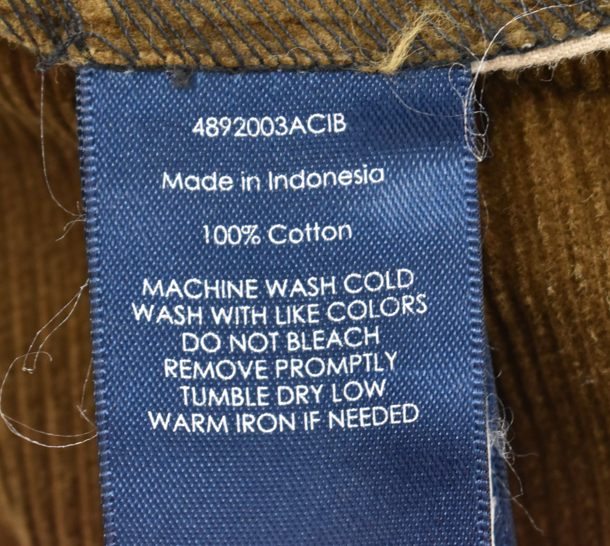 4892003ACIB
Made in Indonesia
100% Cotton
MACHINE WASH COLD
WASH WITH LIKE COLORS
DO NOT BLEACH
REMOVE PROMPTLY
TUMBLE DRY LOW
WARM IRON IF NEEDED